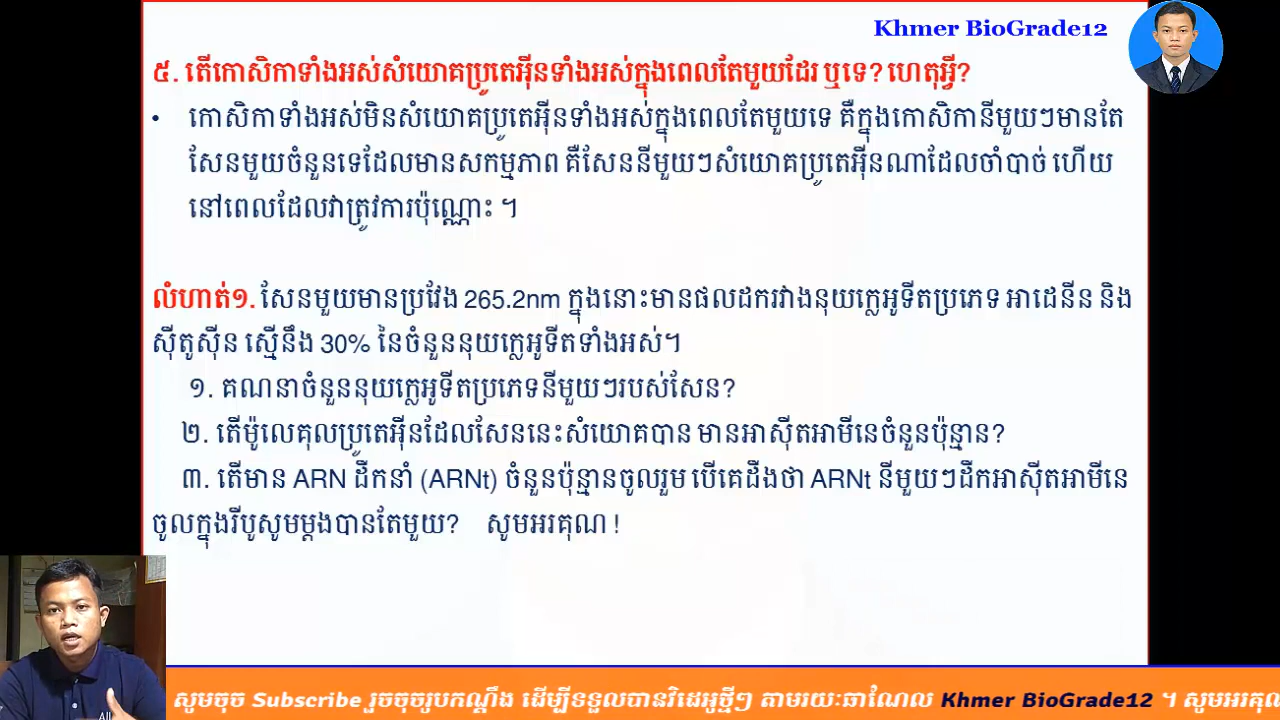 Khmer BioGrade12
៥. តើកោសិកាទាំងអស់សំយោគប្រូតេអ៊ីនទាំងអស់ក្នុងពេលតែមួយដែរ ឬទេ? ហេតុអ្វី?
• កោសិកាទាំងអស់មិនសំយោគប្រូតេអ៊ីនទាំងអស់ក្នុងពេលតែមួយទេ គឺក្នុងកោសិកានីមួយៗមានតែ
សែនមួយចំនួនទេដែលមានសកម្មភាព គឺសែននីមួយៗសំយោគប្រូតេអ៊ីនណាដែលចាំបាច់ ហើយ
នៅពេលដែលវាត្រូវការប៉ុណ្ណោះ ។
លំហាត់១. សែនមួយមានប្រវែង 265.2nm ក្នុងនោះមានផលដករវាងនុយក្លេអូទីតប្រភេទ អាដេនីន និង
ស៊ីតូស៊ីន ស្មើនឹង 30% នៃចំនួននុយក្លេអូទីតទាំងអស់។
១. គណនាចំនួននុយក្លេអូទីតប្រភេទនីមួយៗរបស់សែន?
២. តើម៉ូលេគុលប្រូតេអ៊ីនដែលសែននេះសំយោគបាន មានអាស៊ីតអាមីនេចំនួនប៉ុន្មាន?
៣. តើមាន ARN ដឹកនាំ (ARNt) ចំនួនប៉ុន្មានចូលរួម បើគេដឹងថា ARNt នីមួយៗដឹកអាស៊ីតអាមីនេ
ចូលក្នុងរីបូសូមម្តងបានតែមួយ? សូមអរគុណ !
សូមចុច Subscribe រួចចុចរូបកណ្តឹង ដើម្បីទទួលបានវិដេអូថ្មីៗ តាមរយៈឆាណែល Khmer BioGrade12 ។ សូមអរគុណ